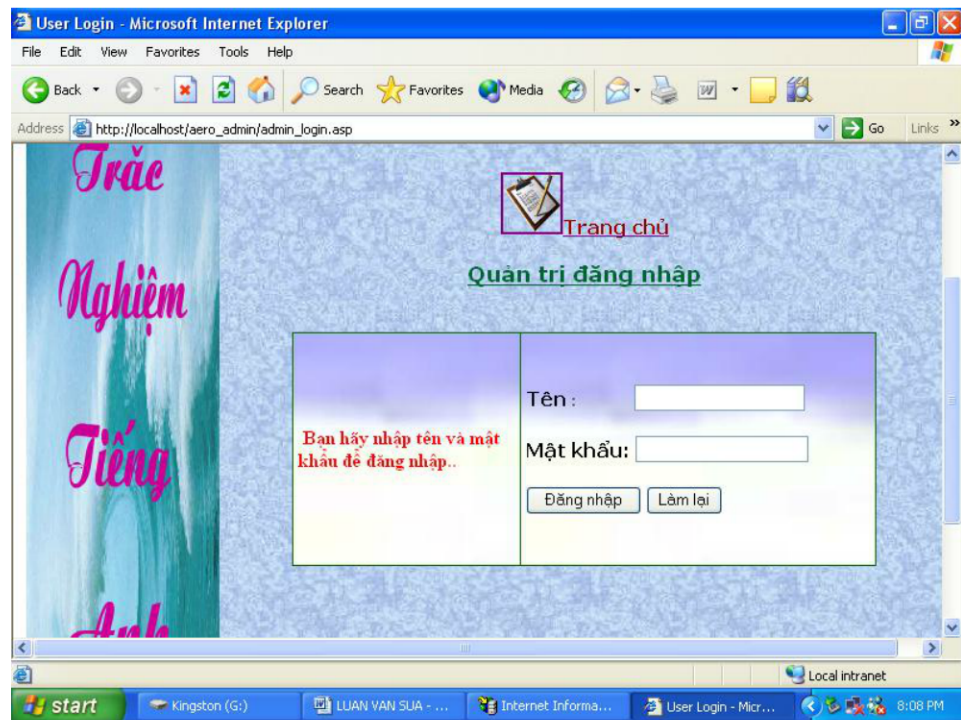 User Login - Microsoft Internet Explorer
File Edit View Favorites Tools Help
Back Search Favorites Media
Address http://localhost/aero_admin/admin_login.asp Go Links »
Trăc
Nghiệm
Tiếng
Anh
Trang chủ
Quản trị đăng nhập
Bạn hãy nhập tên và mật
khẩu để đăng nhập..
Tên :
Mật khẩu:
Đăng nhập Làm lại
Local intranet
start Kingston (G:) LUAN VAN SUA - ... Internet Informa... User Login - Micr... 8:08 PM